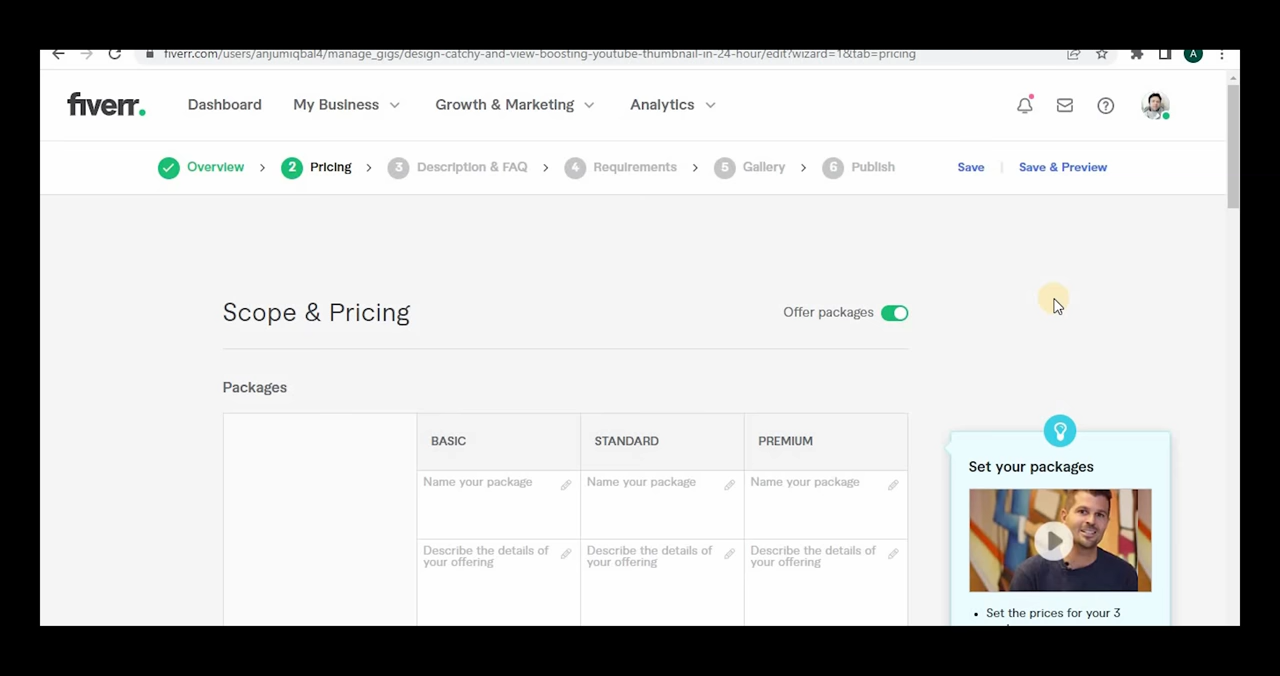 fiverr.com/users/anjumiqbal4/manage_gigs/design-catchy-and-view-boosting-youtube-thumbnail-in-24-hour/edit?wizard=1&tab=pricing
A
fiverr. Dashboard My Business Growth & Marketing Analytics ?
Overview 2 Pricing 3 Description & FAQ 4 Requirements 5 Gallery 6 Publish Save Save & Preview
Scope & Pricing Offer packages
Packages
BASIC STANDARD PREMIUM
Name your package Name your package Name your package
Describe the details of Describe the details of Describe the details of
your offering your offering your offering
Set your packages
• Set the prices for your 3